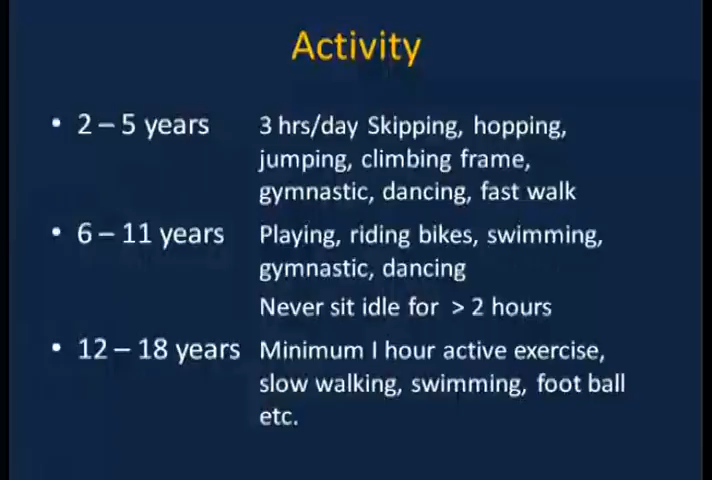 Activity
• 2 – 5 years 3 hrs/day Skipping, hopping,
jumping, climbing frame,
gymnastic, dancing, fast walk
• 6 – 11 years Playing, riding bikes, swimming,
gymnastic, dancing
Never sit idle for > 2 hours
• 12 – 18 years Minimum I hour active exercise,
slow walking, swimming, foot ball
etc.